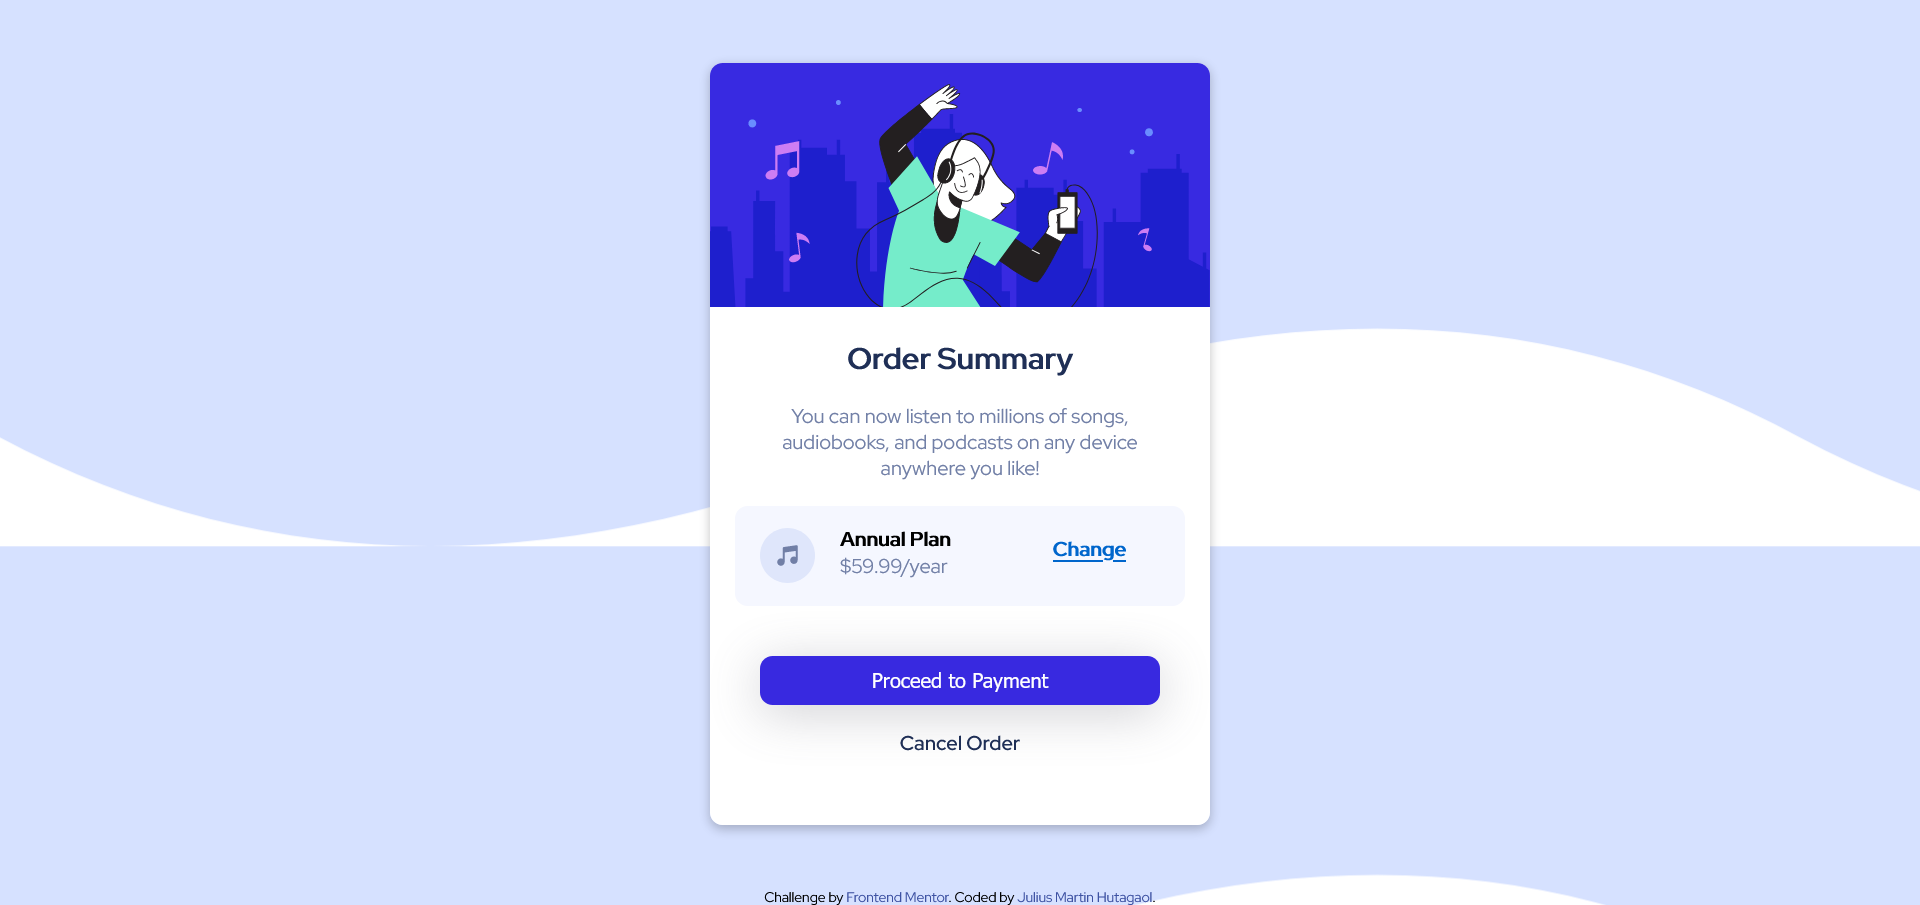 Order Summary
You can now listen to millions of songs,
audiobooks, and podcasts on any device
anywhere you like!
Annual Plan
$59.99/year
Change
Proceed to Payment
Cancel Order
Challenge by Frontend Mentor. Coded by Julius Martin Hutagaol.